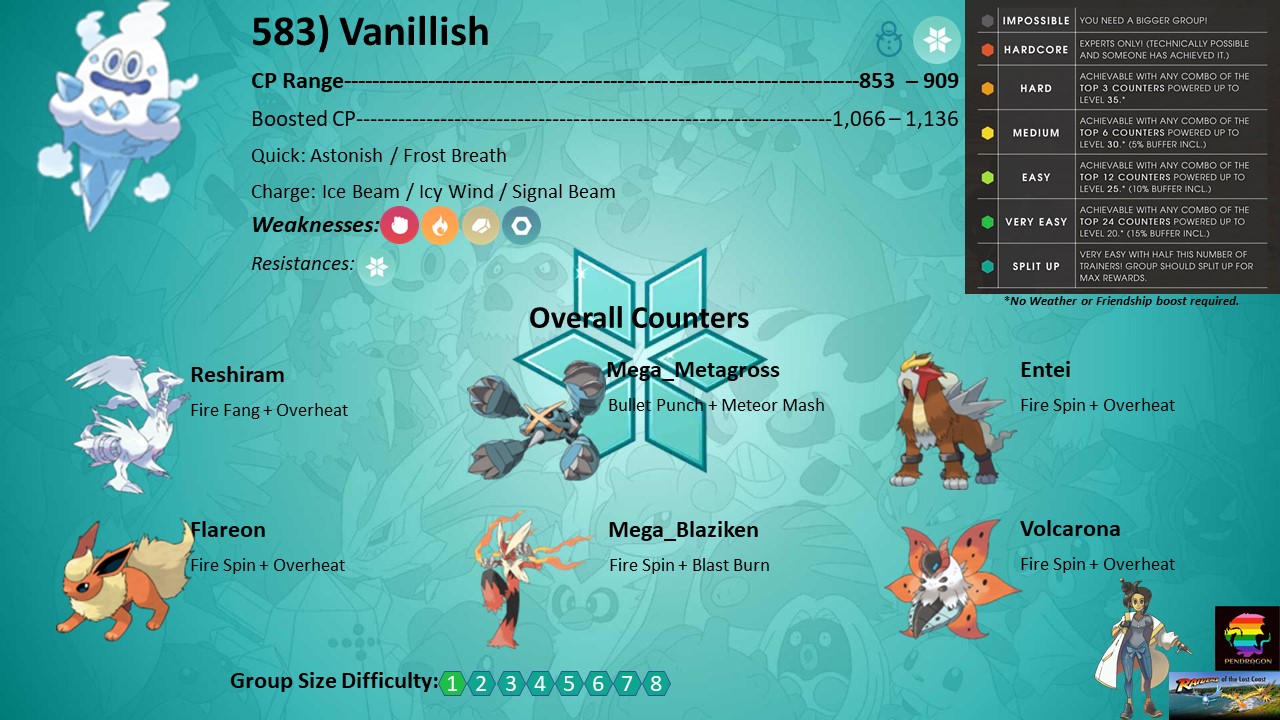 583) Vanillish
CP Range------------------------------------------------------------------------853 – 909
Boosted CP--------------------------------------------------------------------1,066 – 1,136
Quick: Astonish / Frost Breath
Charge: Ice Beam / Icy Wind / Signal Beam
Weaknesses:
Resistances:
IMPOSSIBLE YOU NEED A BIGGER GROUP!
HARDCORE EXPERTS ONLY! (TECHNICALLY POSSIBLE
AND SOMEONE HAS ACHIEVED IT.)
HARD ACHIEVABLE WITH ANY COMBO OF THE
TOP 3 COUNTERS POWERED UP TO
LEVEL 35.*
MEDIUM ACHIEVABLE WITH ANY COMBO OF THE
TOP 6 COUNTERS POWERED UP TO
LEVEL 30.* (5% BUFFER INCL.)
EASY ACHIEVABLE WITH ANY COMBO OF THE
TOP 12 COUNTERS POWERED UP TO
LEVEL 25.* (10% BUFFER INCL.)
VERY EASY ACHIEVABLE WITH ANY COMBO OF THE
TOP 24 COUNTERS POWERED UP TO
LEVEL 20.* (15% BUFFER INCL.)
SPLIT UP VERY EASY WITH HALF THIS NUMBER OF
TRAINERS! GROUP SHOULD SPLIT UP FOR
MAX REWARDS.
*No Weather or Friendship boost required.
Overall Counters
Reshiram
Fire Fang + Overheat
Mega_Metagross
Bullet Punch + Meteor Mash
Entei
Fire Spin + Overheat
Flareon
Fire Spin + Overheat
Mega_Blaziken
Fire Spin + Blast Burn
Volcarona
Fire Spin + Overheat
Group Size Difficulty: 1 2 3 4 5 6 7 8
PENDRAGON
RAIDERS of the Lost Coast